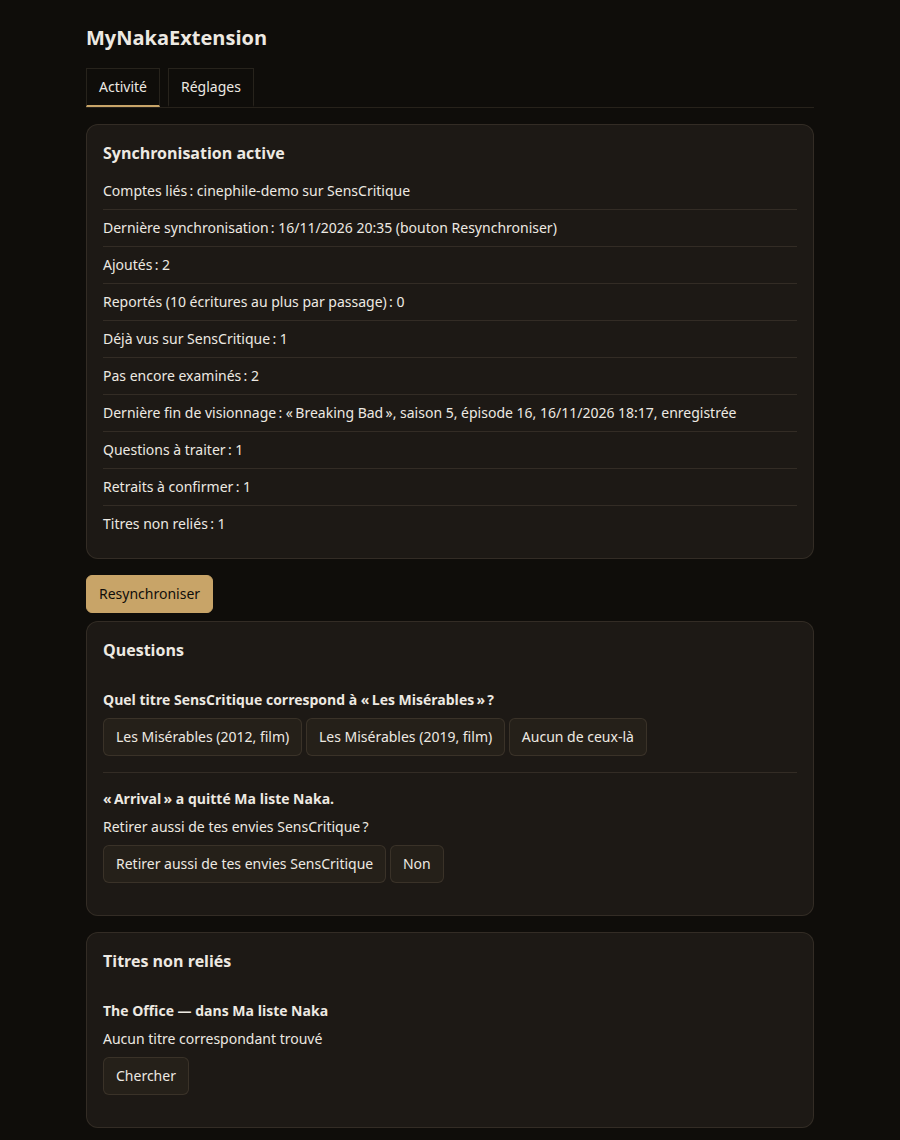 MyNakaExtension
Activité
Réglages
Synchronisation active
Comptes liés : cinephile-demo sur SensCritique
Dernière synchronisation : 16/11/2026 20:35 (bouton Resynchroniser)
Ajoutés : 2
Reportés (10 écritures au plus par passage) : 0
Déjà vus sur SensCritique : 1
Pas encore examinés : 2
Dernière fin de visionnage : « Breaking Bad », saison 5, épisode 16, 16/11/2026 18:17, enregistrée
Questions à traiter : 1
Retraits à confirmer : 1
Titres non reliés : 1
Resynchroniser
Questions
Quel titre SensCritique correspond à « Les Misérables » ?
Les Misérables (2012, film)
Les Misérables (2019, film)
Aucun de ceux-là
« Arrival » a quitté Ma liste Naka.
Retirer aussi de tes envies SensCritique ?
Retirer aussi de tes envies SensCritique
Non
Titres non reliés
The Office — dans Ma liste Naka
Aucun titre correspondant trouvé
Chercher